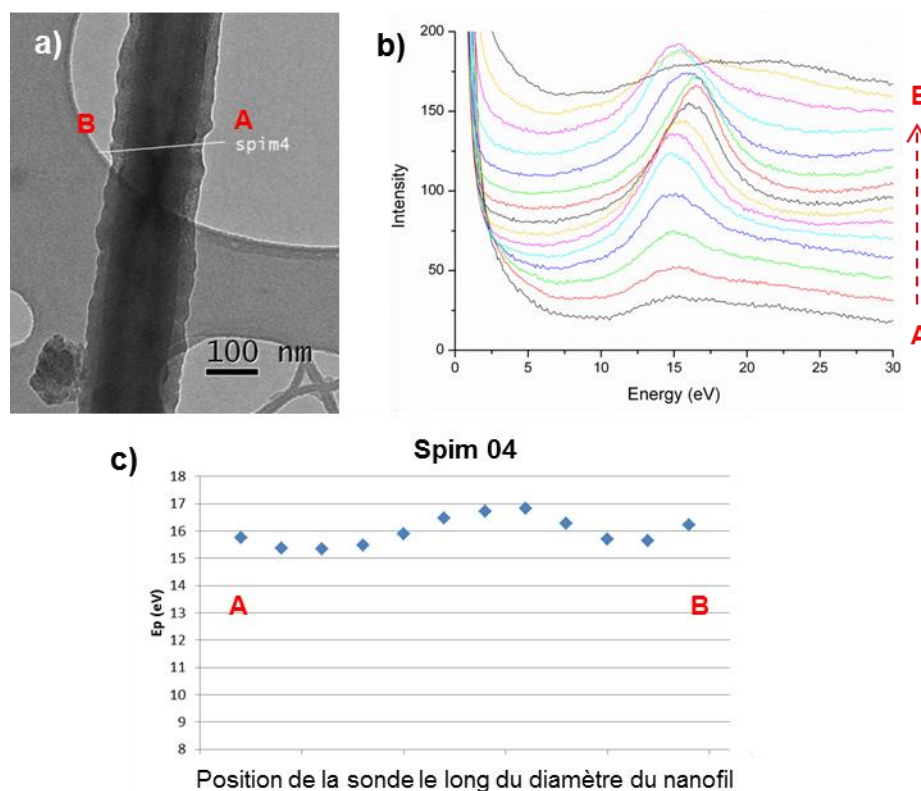 a)
B
A
spim4
100 nm
b)
200
150
100
50
0
Intensity
0 5 10 15 20 25 30
Energy (eV)
B
A
c)
Spim 04
18
17
16
15
14
13
12
11
10
9
8
Ep (eV)
A
B
Position de la sonde le long du diamètre du nanofil